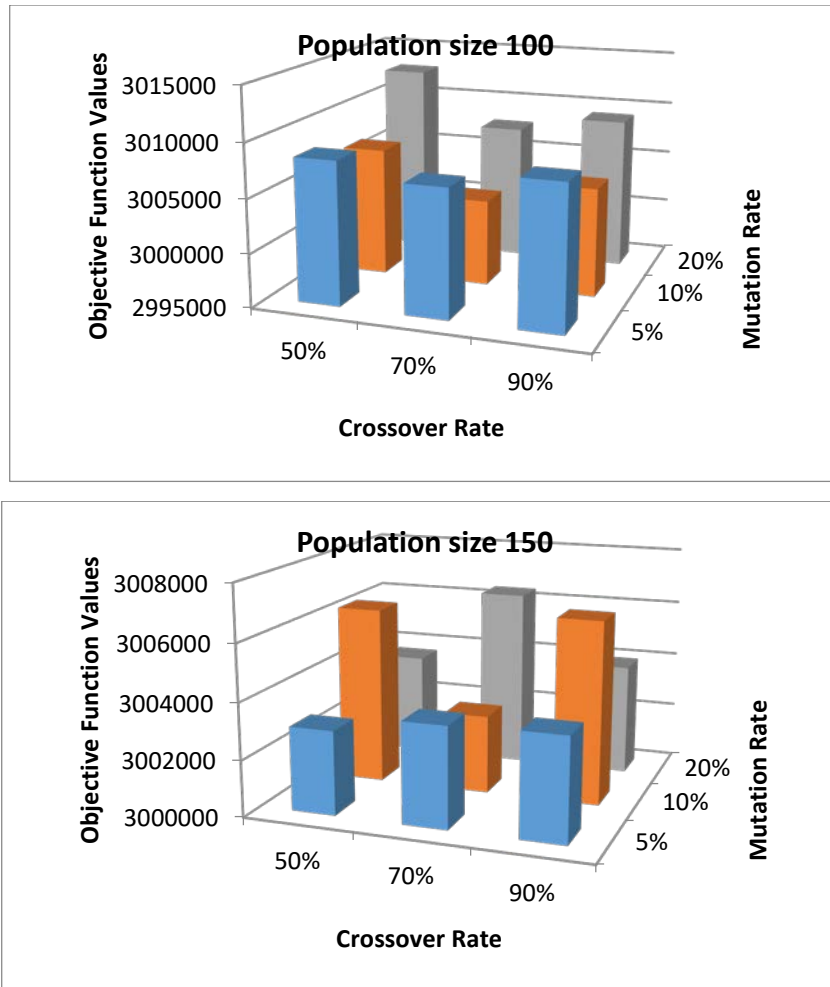 Population size 100
Objective Function Values
3015000
3010000
3005000
3000000
2995000
50%
70%
90%
Crossover Rate
5%
10%
20%
Mutation Rate
Population size 150
Objective Function Values
3008000
3006000
3004000
3002000
3000000
50%
70%
90%
Crossover Rate
5%
10%
20%
Mutation Rate